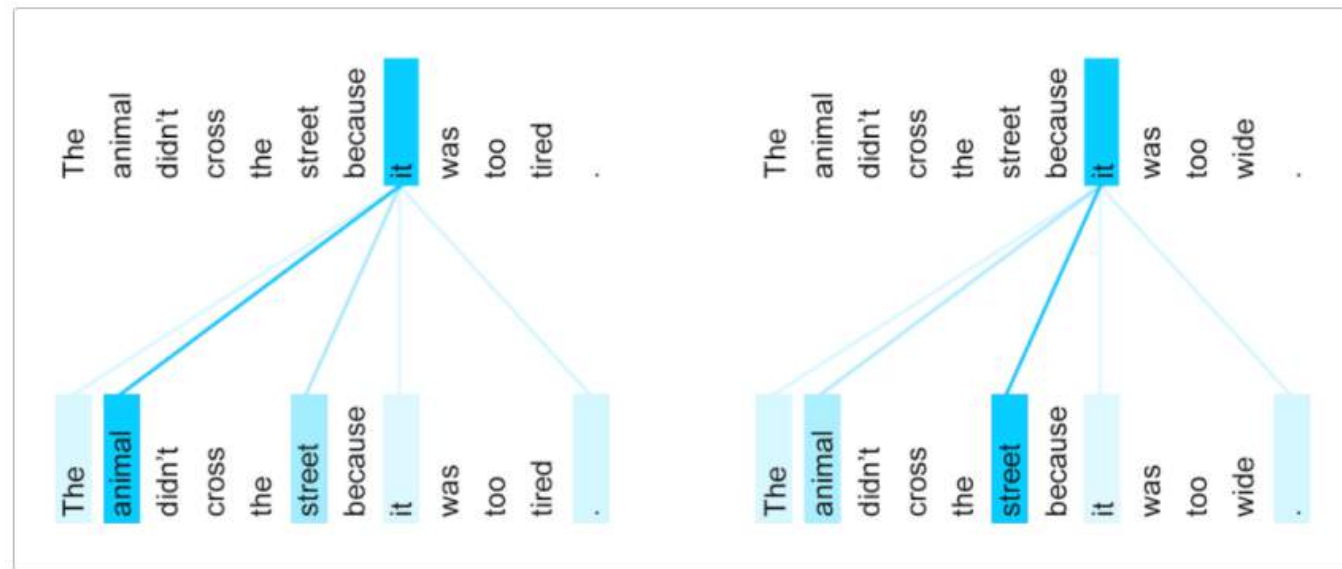 The animal didn't cross the street because it was too tired .
The animal didn't cross the street because it was too wide .
The animal didn't cross the street because it was too tired .
The animal didn't cross the street because it was too wide .